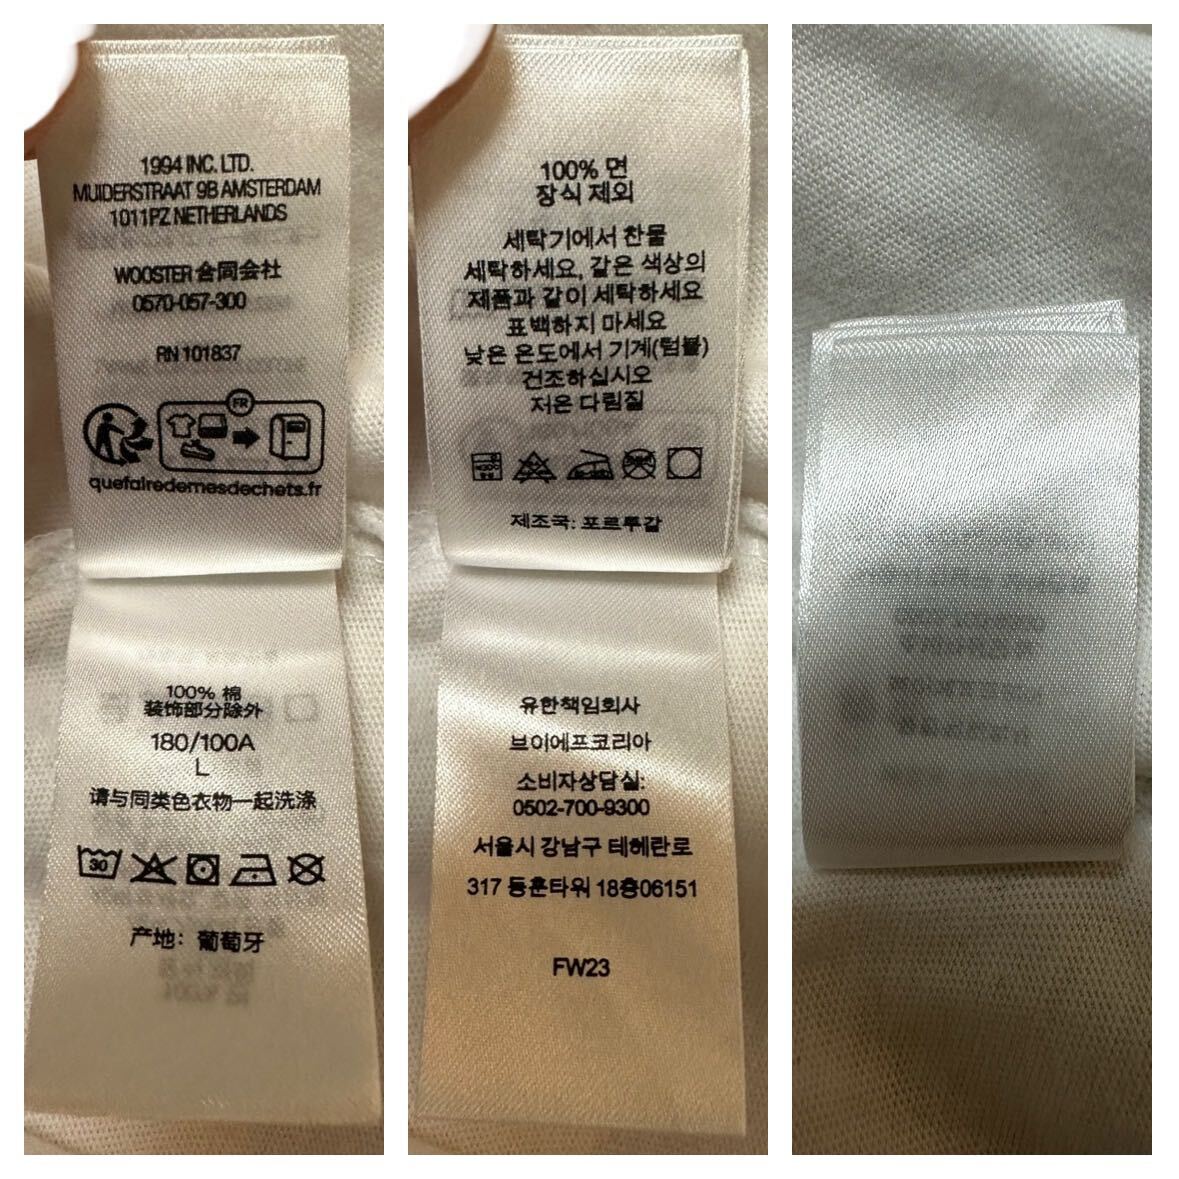 1994 INC. LTD.
MUIDERSTRAAT 9B AMSTERDAM
1011PZ NETHERLANDS
WOOSTER 合同会社
0570-057-300
RN 101837
FR
quefairedemesdechets.fr
100% 棉
装饰部分除外
180/100A
L
请与同类色衣物一起洗涤
30
产地：葡萄牙
100% 면
장식 제외
세탁기에서 찬물
세탁하세요, 같은 색상의
제품과 같이 세탁하세요
표백하지 마세요
낮은 온도에서 기계(텀블)
건조하십시오
저온 다림질
제조국: 포르투갈
유한책임회사
브이에프코리아
소비자상담실:
0502-700-9300
서울시 강남구 테헤란로
317 동훈타워 18층06151
FW23